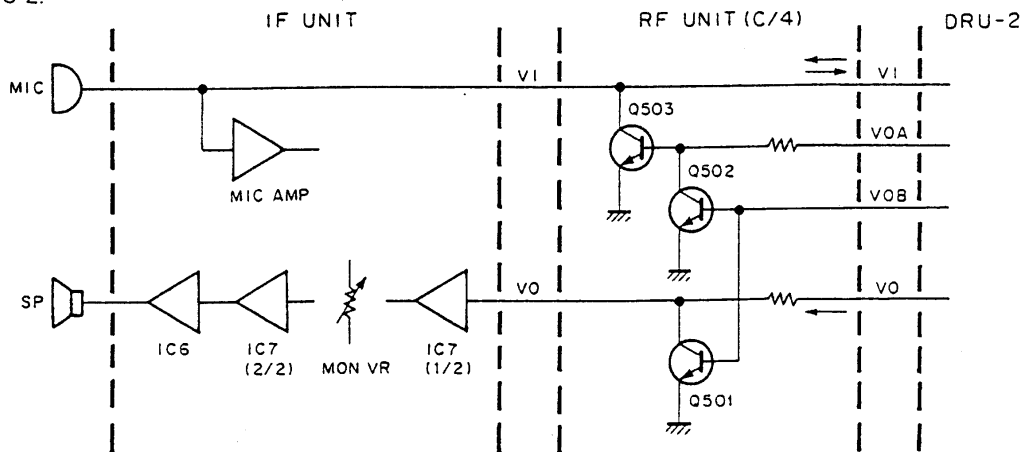 IF UNIT
RF UNIT (C/4)
DRU-2
MIC
VI
VI
Q503
VOA
MIC AMP
Q502
VOB
SP
VO
VO
IC6
IC7
(2/2)
MON VR
IC7
(1/2)
Q501